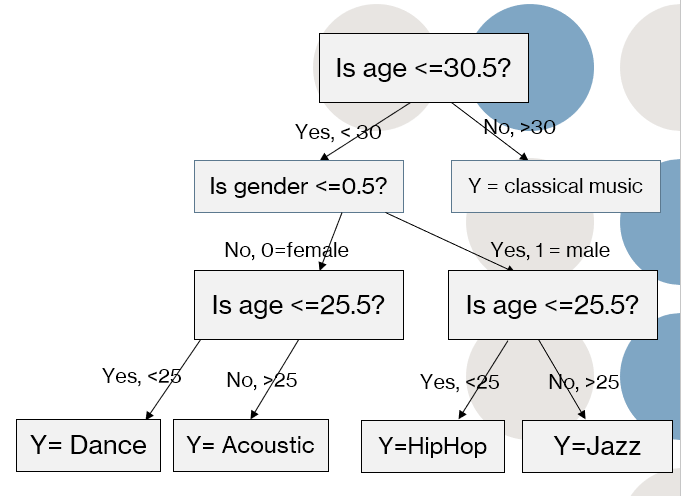 Is age <=30.5?
Yes, < 30
No, >30
Is gender <=0.5?
Y = classical music
No, 0=female
Yes, 1 = male
Is age <=25.5?
Is age <=25.5?
Yes, <25
No, >25
Yes, <25
No, >25
Y= Dance
Y= Acoustic
Y=HipHop
Y=Jazz